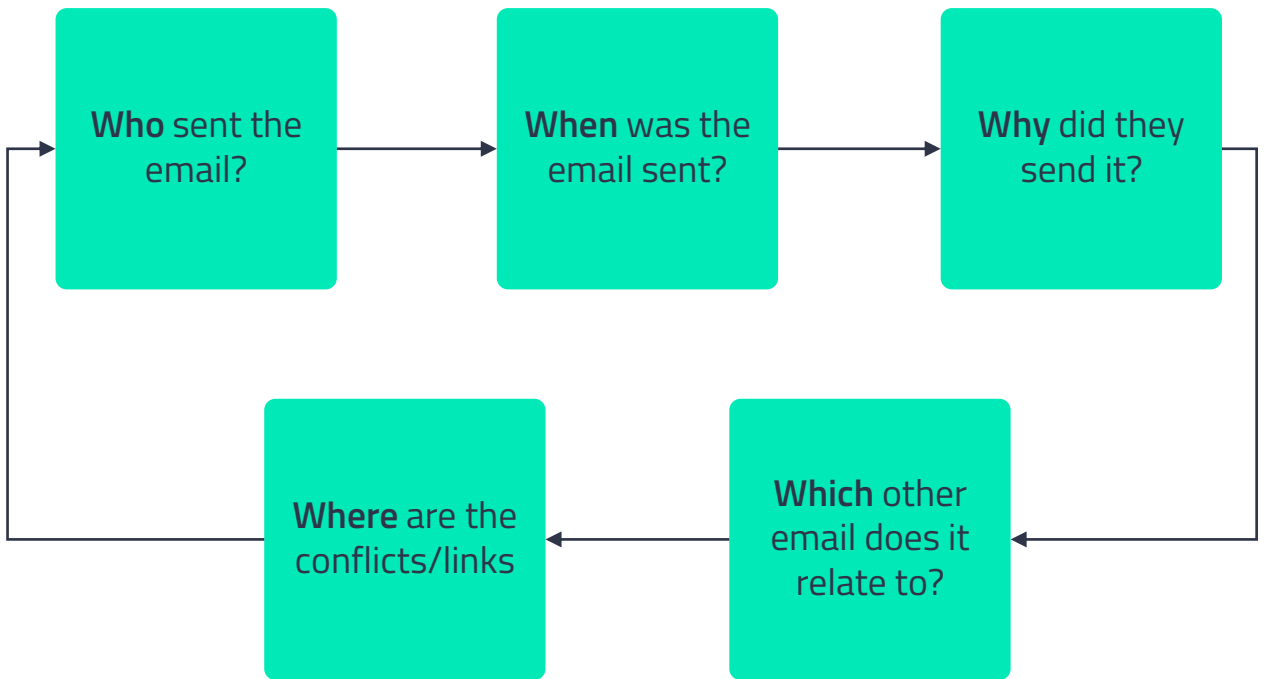 Who sent the
email?
When was the
email sent?
Why did they
send it?
Which other
email does it
relate to?
Where are the
conflicts/links